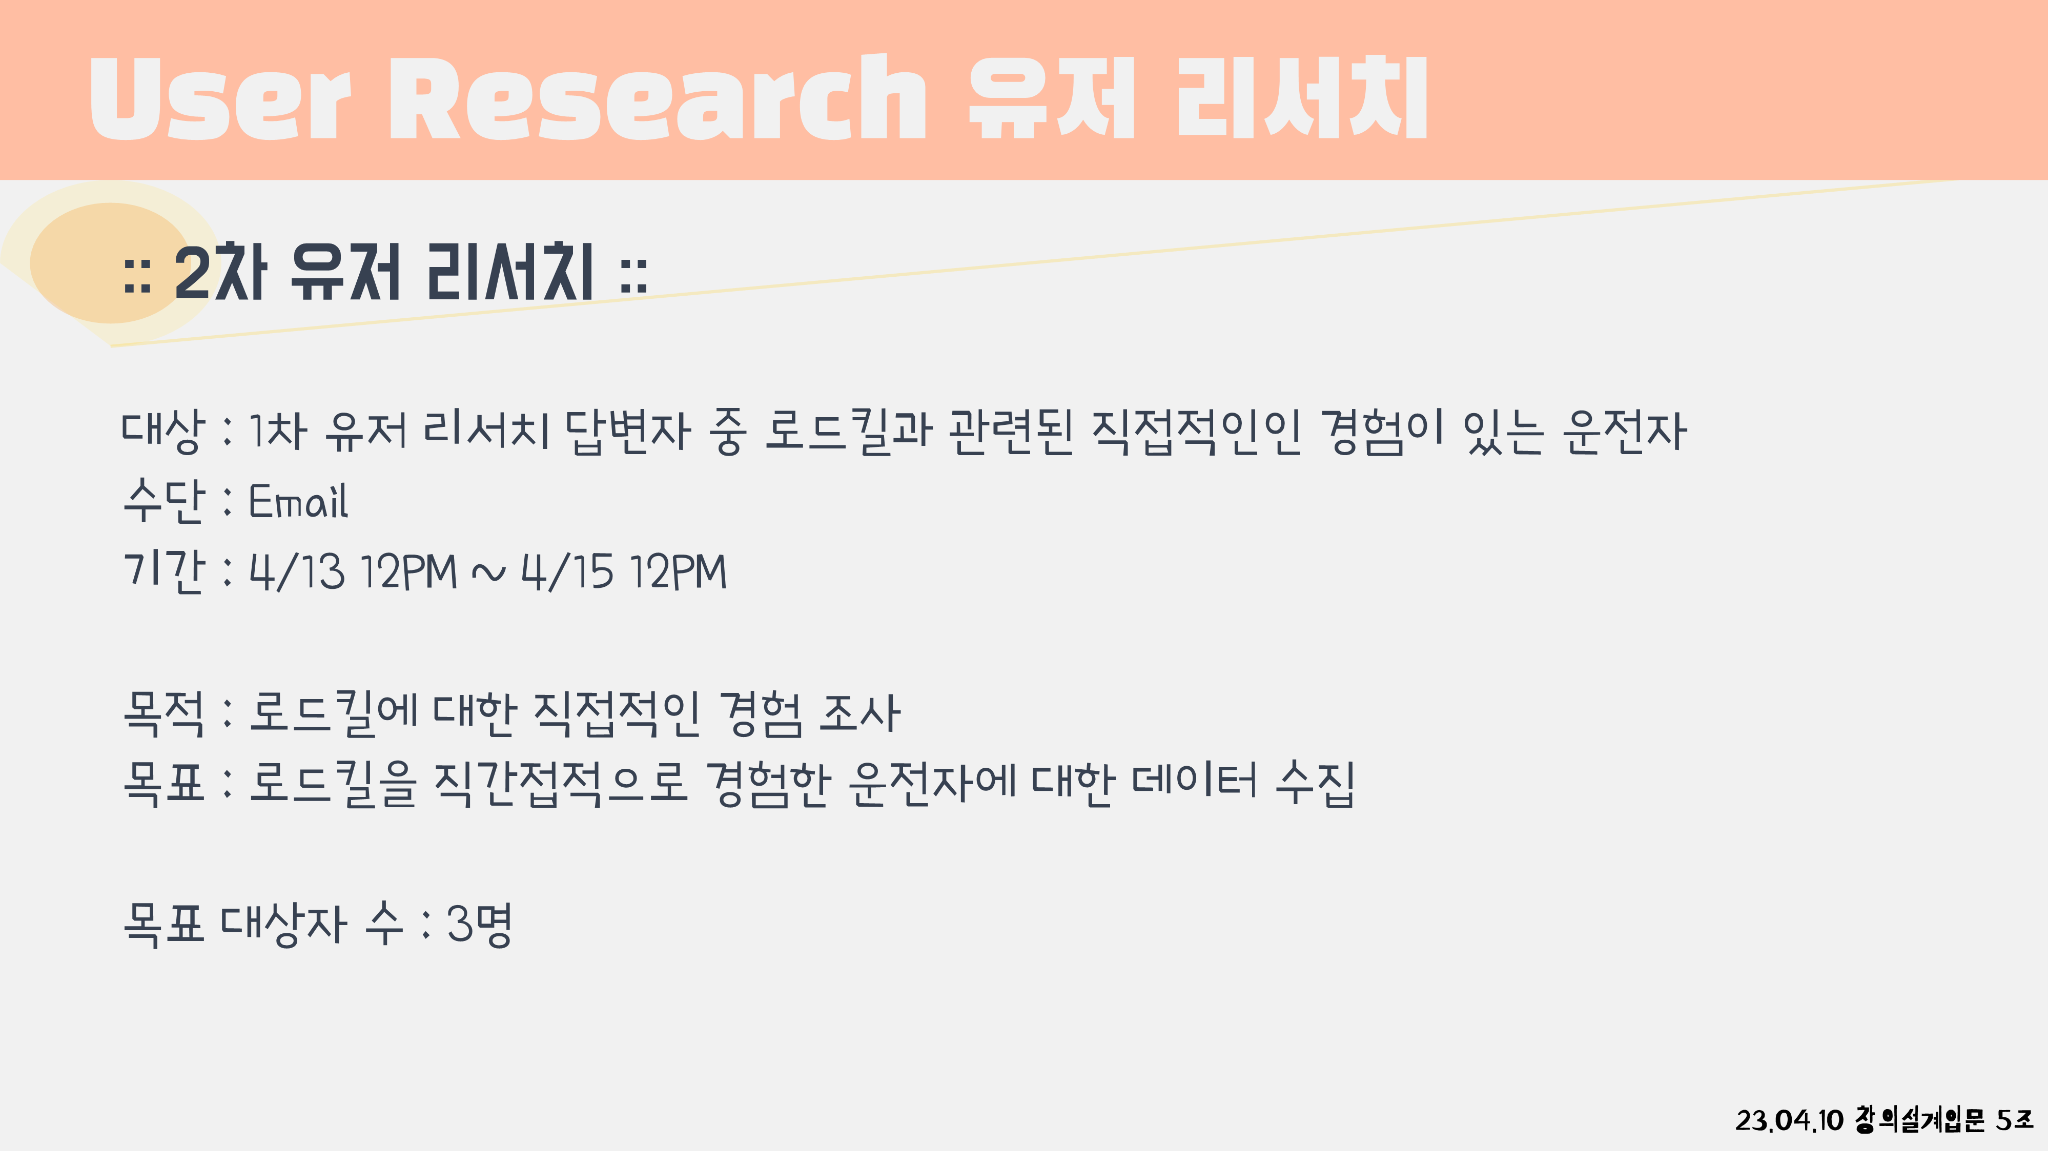 User Research 유저 리서치
:: 2차 유저 리서치 ::
대상 : 1차 유저 리서치 답변자 중 로드킬과 관련된 직접적인인 경험이 있는 운전자
수단 : Email
기간 : 4/13 12PM ~ 4/15 12PM
목적 : 로드킬에 대한 직접적인 경험 조사
목표 : 로드킬을 직간접적으로 경험한 운전자에 대한 데이터 수집
목표 대상자 수 : 3명
23.04.10 창의설계입문 5조